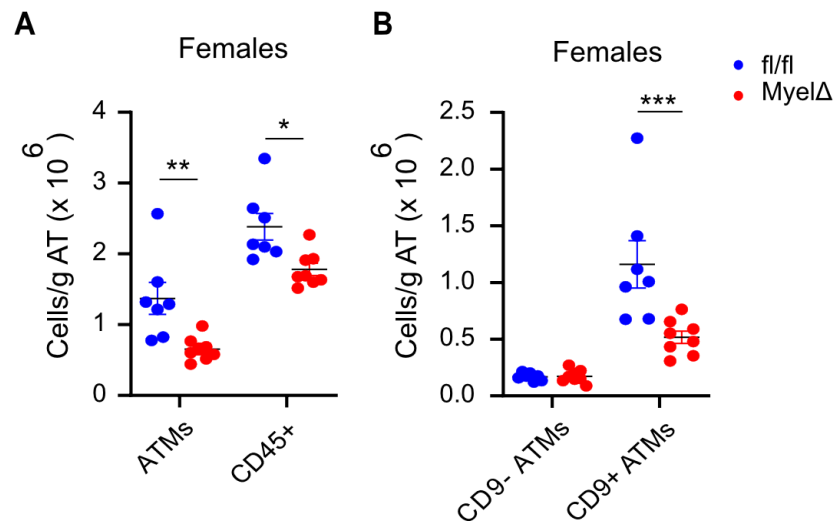 A
Females
Cells/g AT (x 10^6)
4
3
2
1
0
**
*
ATMs
CD45+
B
Females
Cells/g AT (x 10^6)
2.5
2.0
1.5
1.0
0.5
0.0
***
CD9- ATMs
CD9+ ATMs
fl/fl
MyelΔ